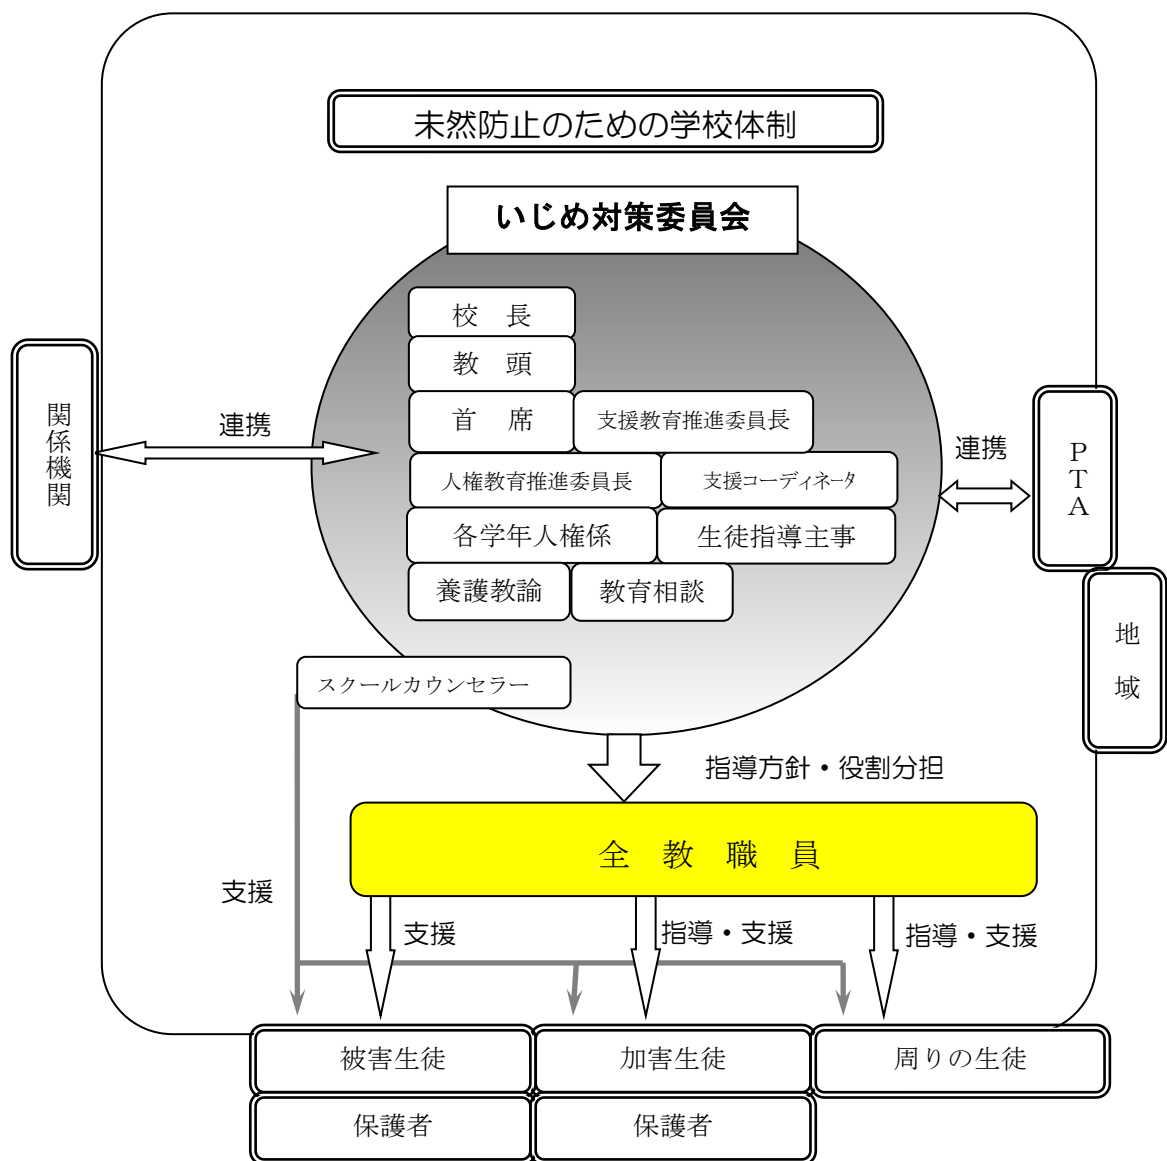 未然防止のための学校体制
いじめ対策委員会
校　長
教　頭
首　席
支援教育推進委員長
人権教育推進委員長
支援コーディネータ
各学年人権係
生徒指導主事
養護教諭
教育相談
スクールカウンセラー
関係機関
連携
連携
PTA
地域
指導方針・役割分担
全　教　職　員
支援
支援
指導・支援
指導・支援
被害生徒
加害生徒
周りの生徒
保護者
保護者